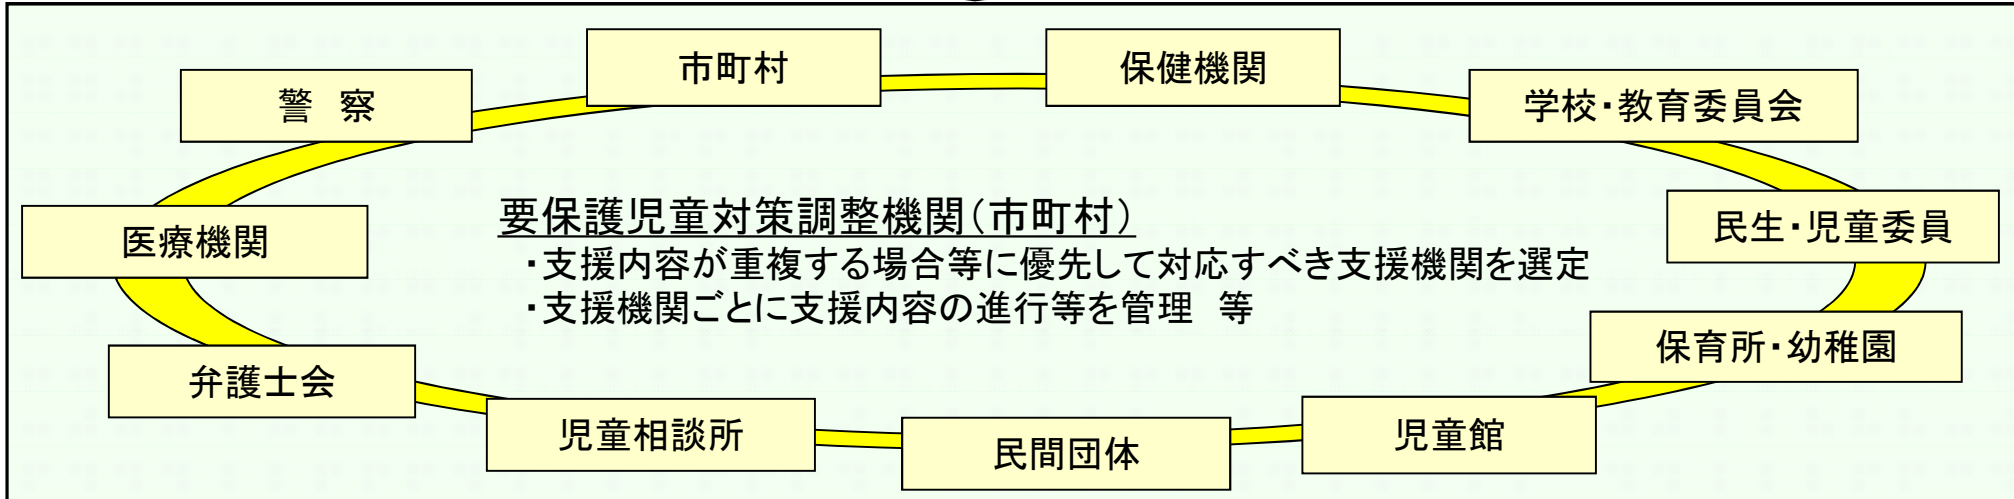 市町村
保健機関
警　察
学校・教育委員会
医療機関
要保護児童対策調整機関（市町村）
民生・児童委員
・支援内容が重複する場合等に優先して対応すべき支援機関を選定
・支援機関ごとに支援内容の進行等を管理　等
保育所・幼稚園
弁護士会
児童相談所
民間団体
児童館